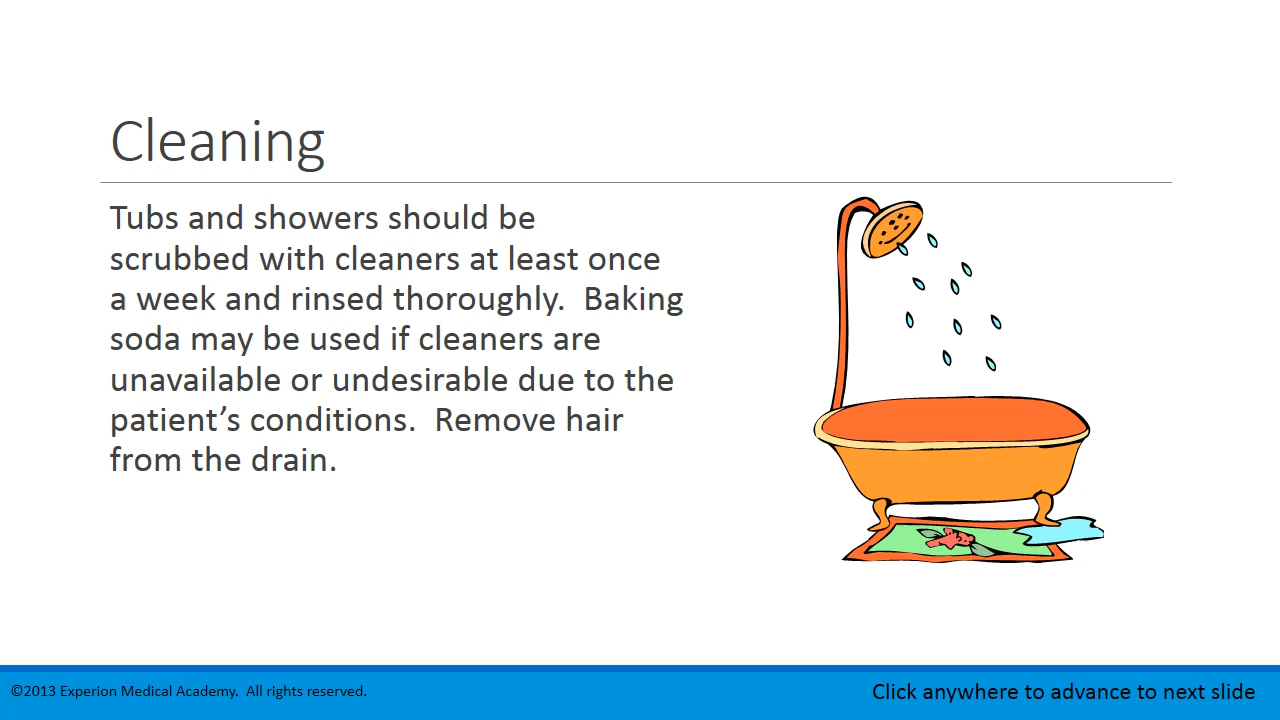 Cleaning
Tubs and showers should be
scrubbed with cleaners at least once
a week and rinsed thoroughly.  Baking
soda may be used if cleaners are
unavailable or undesirable due to the
patient’s conditions.  Remove hair
from the drain.
©2013 Experion Medical Academy.  All rights reserved.
Click anywhere to advance to next slide